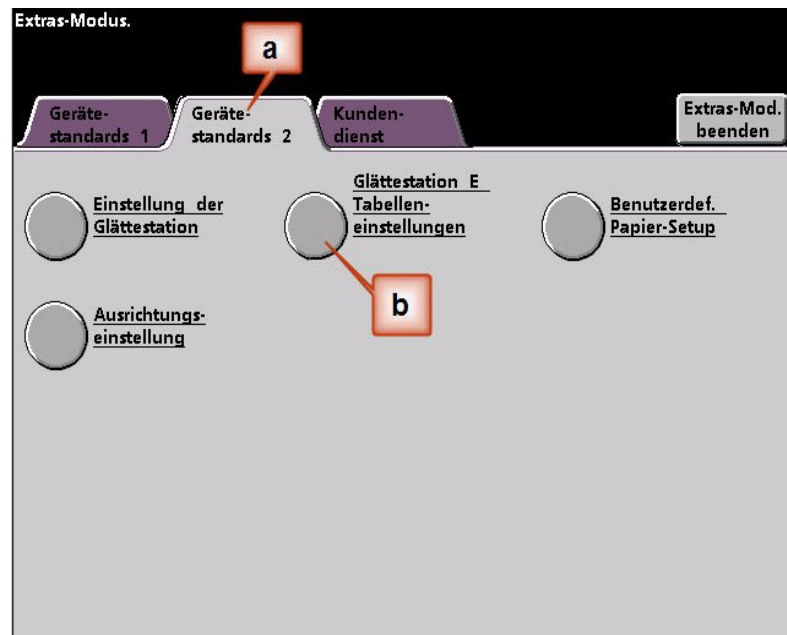 Extras-Modus.
a
Geräte-
standards 1
Geräte-
standards 2
Kunden-
dienst
Extras-Mod.
beenden
Einstellung der
Glättestation
Glättestation E
Tabellen-
einstellungen
Benutzerdef.
Papier-Setup
b
Ausrichtungs-
einstellung